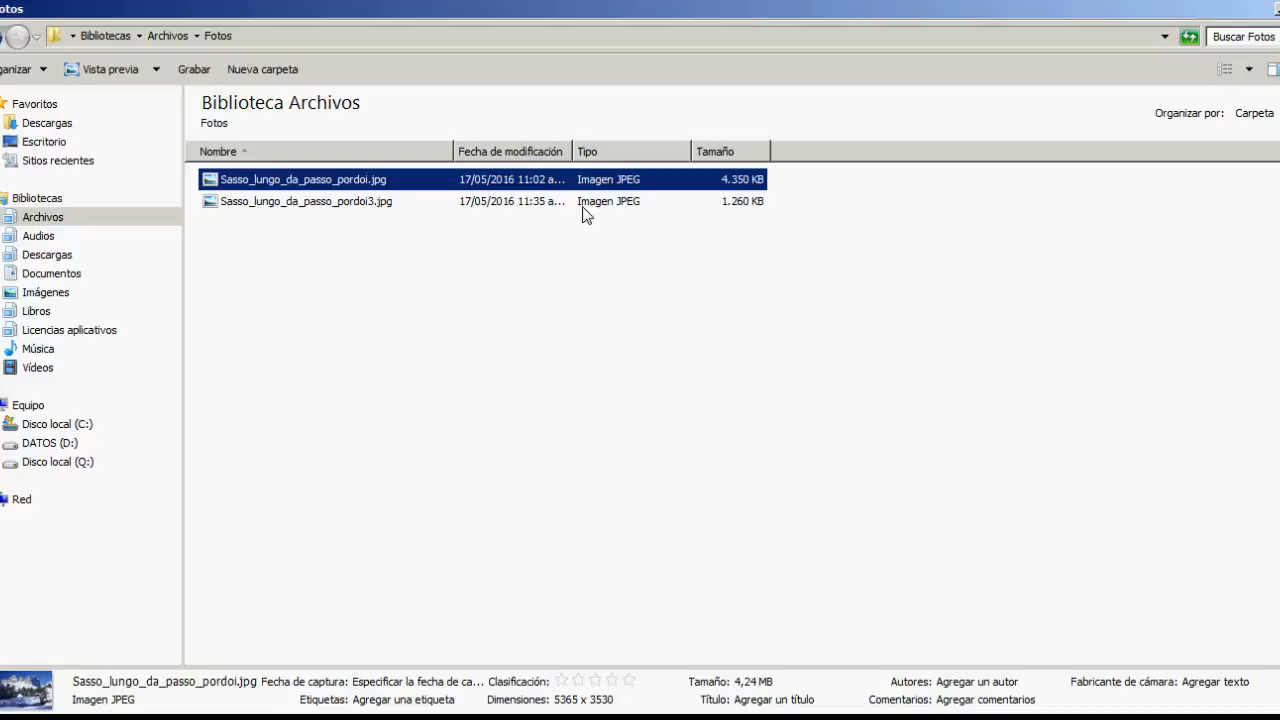 otos
Bibliotecas Archivos Fotos Buscar Fotos
ganizar Vista previa Grabar Nueva carpeta
Favoritos
Descargas
Escritorio
Sitios recientes
Bibliotecas
Archivos
Audios
Descargas
Documentos
Imágenes
Libros
Licencias aplicativos
Música
Vídeos
Equipo
Disco local (C:)
DATOS (D:)
Disco local (Q:)
Red
Biblioteca Archivos
Fotos
Organizar por: Carpeta
Nombre Fecha de modificación Tipo Tamaño
Sasso_lungo_da_passo_pordoi.jpg 17/05/2016 11:02 a... Imagen JPEG 4.350 KB
Sasso_lungo_da_passo_pordoi3.jpg 17/05/2016 11:35 a... Imagen JPEG 1.260 KB
Sasso_lungo_da_passo_pordoi.jpg Fecha de captura: Especificar la fecha de ca... Clasificación: Tamaño: 4,24 MB Autores: Agregar un autor Fabricante de cámara: Agregar texto
Imagen JPEG Etiquetas: Agregar una etiqueta Dimensiones: 5365 x 3530 Título: Agregar un título Comentarios: Agregar comentarios